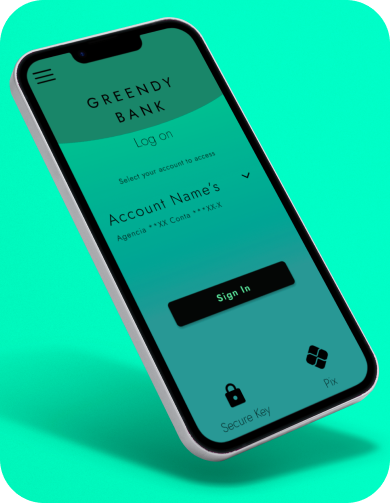 GREENDY
BANK
Log on
Select your account to access
Account Name's
Agencia **XX Conta ***XX-X
Sign In
Secure Key
Pix